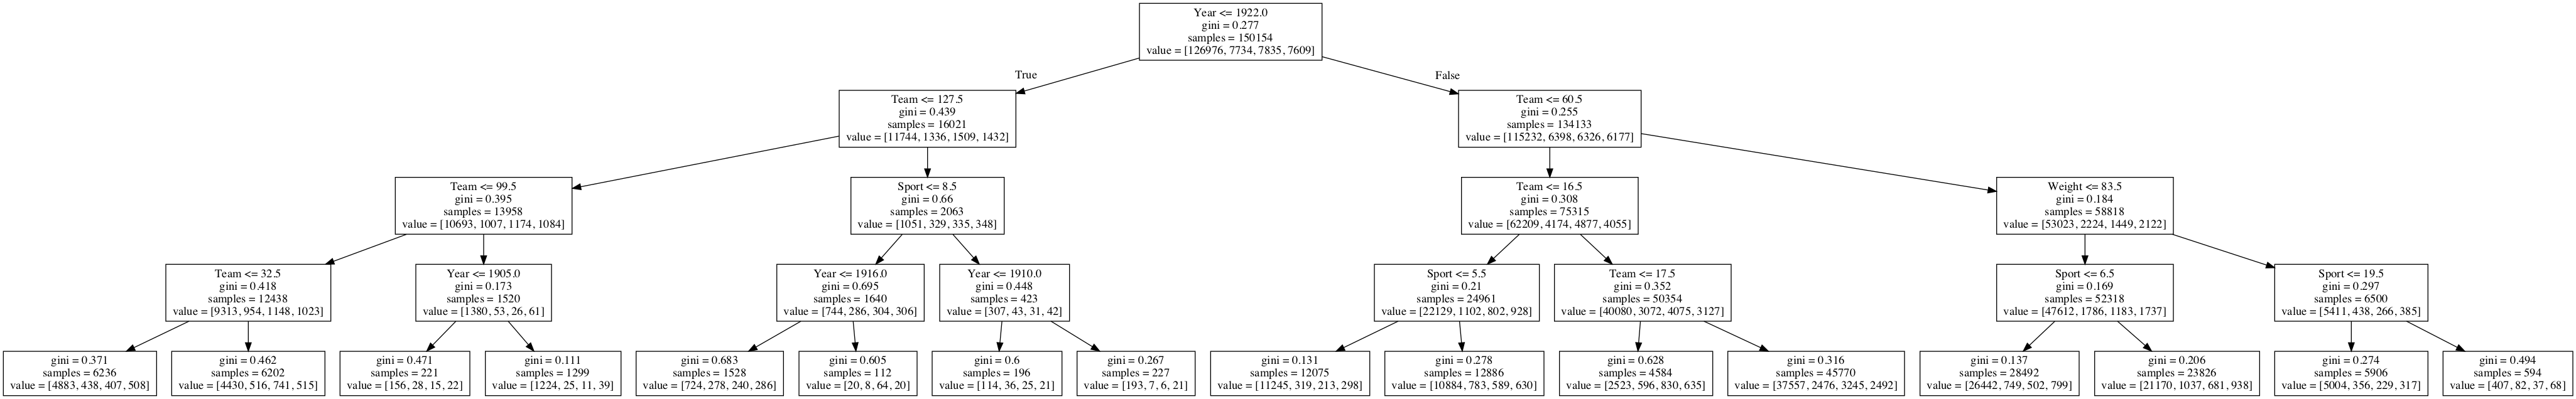 Year <= 1922.0
gini = 0.277
samples = 150154
value = [126976, 7734, 7835, 7609]
True
False
Team <= 127.5
gini = 0.439
samples = 16021
value = [11744, 1336, 1509, 1432]
Team <= 60.5
gini = 0.255
samples = 134133
value = [115232, 6398, 6326, 6177]
Team <= 99.5
gini = 0.395
samples = 13958
value = [10693, 1007, 1174, 1084]
Sport <= 8.5
gini = 0.66
samples = 2063
value = [1051, 329, 335, 348]
Team <= 16.5
gini = 0.308
samples = 75315
value = [62209, 4174, 4877, 4055]
Weight <= 83.5
gini = 0.184
samples = 58818
value = [53023, 2224, 1449, 2122]
Team <= 32.5
gini = 0.418
samples = 12438
value = [9313, 954, 1148, 1023]
Year <= 1905.0
gini = 0.173
samples = 1520
value = [1380, 53, 26, 61]
Year <= 1916.0
gini = 0.695
samples = 1640
value = [744, 286, 304, 306]
Year <= 1910.0
gini = 0.448
samples = 423
value = [307, 43, 31, 42]
Sport <= 5.5
gini = 0.21
samples = 24961
value = [22129, 1102, 802, 928]
Team <= 17.5
gini = 0.352
samples = 50354
value = [40080, 3072, 4075, 3127]
Sport <= 6.5
gini = 0.169
samples = 52318
value = [47612, 1786, 1183, 1737]
Sport <= 19.5
gini = 0.297
samples = 6500
value = [5411, 438, 266, 385]
gini = 0.371
samples = 6236
value = [4883, 438, 407, 508]
gini = 0.462
samples = 6202
value = [4430, 516, 741, 515]
gini = 0.471
samples = 221
value = [156, 28, 15, 22]
gini = 0.111
samples = 1299
value = [1224, 25, 11, 39]
gini = 0.683
samples = 1528
value = [724, 278, 240, 286]
gini = 0.605
samples = 112
value = [20, 8, 64, 20]
gini = 0.6
samples = 196
value = [114, 36, 25, 21]
gini = 0.267
samples = 227
value = [193, 7, 6, 21]
gini = 0.131
samples = 12075
value = [11245, 319, 213, 298]
gini = 0.278
samples = 12886
value = [10884, 783, 589, 630]
gini = 0.628
samples = 4584
value = [2523, 596, 830, 635]
gini = 0.316
samples = 45770
value = [37557, 2476, 3245, 2492]
gini = 0.137
samples = 28492
value = [26442, 749, 502, 799]
gini = 0.206
samples = 23826
value = [21170, 1037, 681, 938]
gini = 0.274
samples = 5906
value = [5004, 356, 229, 317]
gini = 0.494
samples = 594
value = [407, 82, 37, 68]